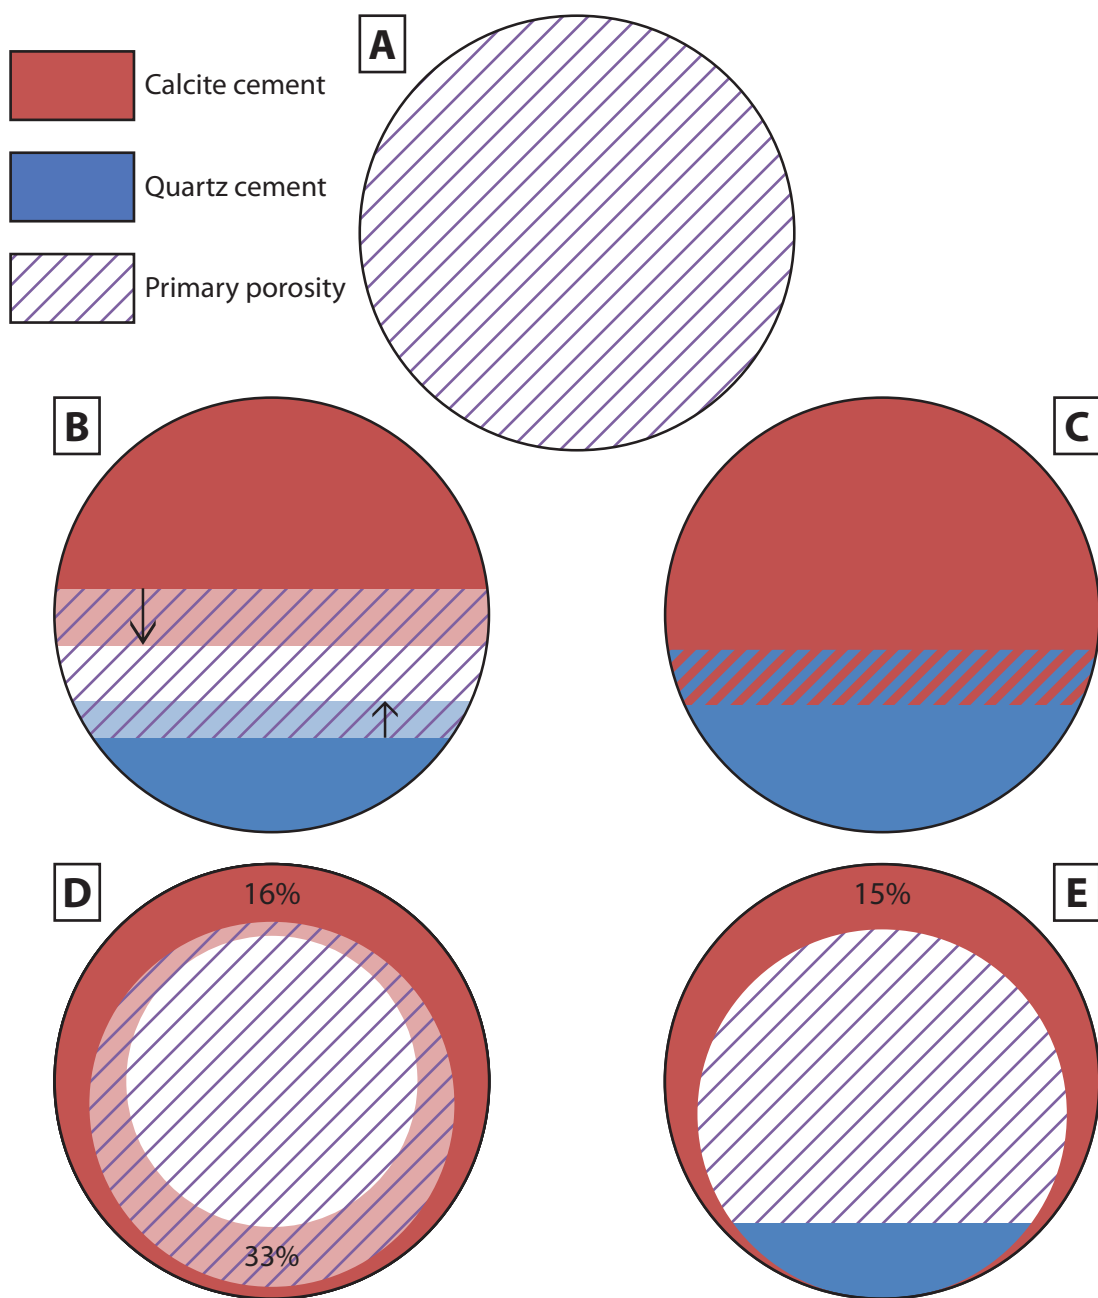 A
Calcite cement
Quartz cement
Primary porosity
B
C
D
16%
33%
E
15%